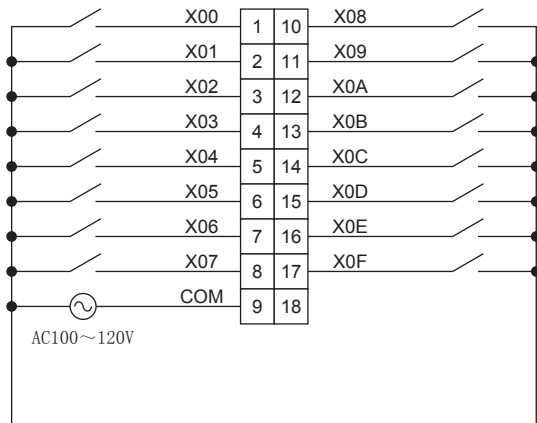 X00 1 10 X08
X01 2 11 X09
X02 3 12 X0A
X03 4 13 X0B
X04 5 14 X0C
X05 6 15 X0D
X06 7 16 X0E
X07 8 17 X0F
COM 9 18
AC100～120V